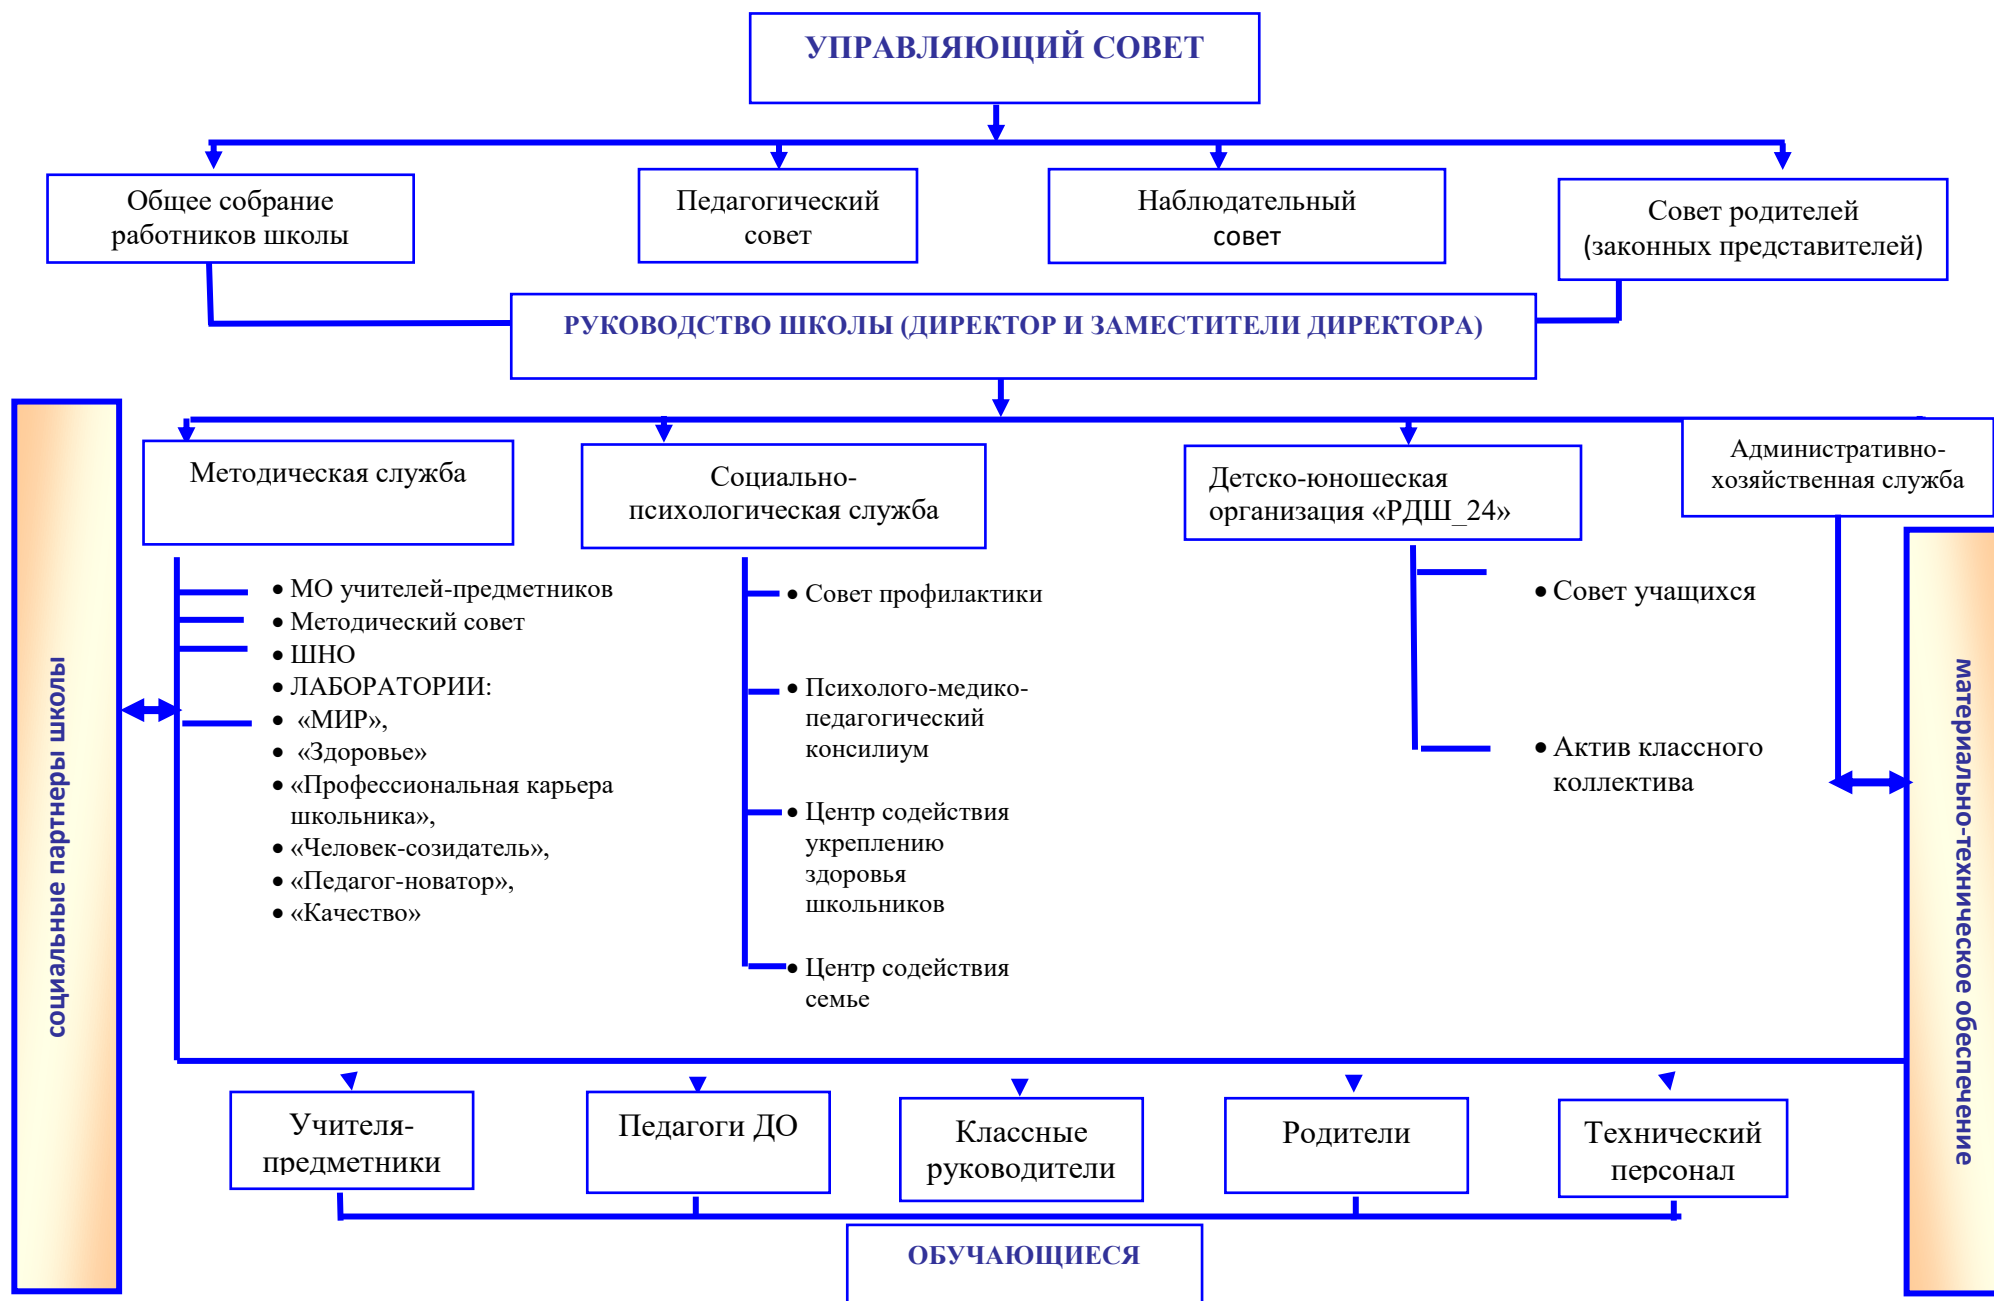 УПРАВЛЯЮЩИЙ СОВЕТ
Общее собрание
работников школы
Педагогический
совет
Наблюдательный
совет
Совет родителей
(законных представителей)
РУКОВОДСТВО ШКОЛЫ (ДИРЕКТОР И ЗАМЕСТИТЕЛИ ДИРЕКТОРА)
Методическая служба
Социально-
психологическая служба
Детско-юношеская
организация «РДШ_24»
Административно-
хозяйственная служба
социальные партнеры школы
• МО учителей-предметников
• Методический совет
• ШНО
• ЛАБОРАТОРИИ:
• «МИР»,
• «Здоровье»
• «Профессиональная карьера
школьника»,
• «Человек-созидатель»,
• «Педагог-новатор»,
• «Качество»
• Совет профилактики
• Психолого-медико-
педагогический
консилиум
• Центр содействия
укреплению
здоровья
школьников
• Центр содействия
семье
• Совет учащихся
• Актив классного
коллектива
материально-техническое обеспечение
Учителя-
предметники
Педагоги ДО
Классные
руководители
Родители
Технический
персонал
ОБУЧАЮЩИЕСЯ